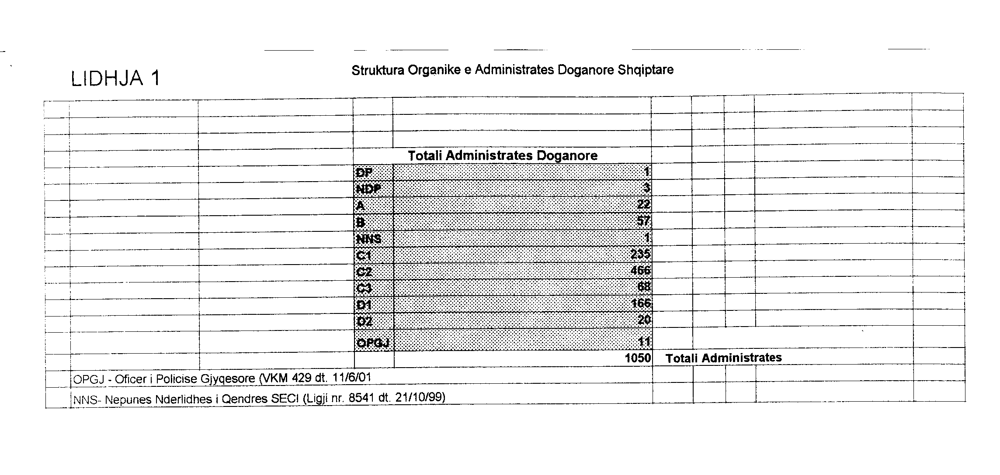 LIDHJA 1
Struktura Organike e Administrates Doganore Shqiptare
Totali Administrates Doganore
DP 1
NDP 3
A 22
B 57
NNS 1
C1 235
C2 466
C3 68
D1 166
D2 20
OPGJ 11
1050 Totali Administrates
OPGJ - Oficer i Policise Gjyqesore (VKM 429 dt. 11/6/01
NNS- Nepunes Nderlidhes i Qendres SECI (Ligji nr. 8541 dt. 21/10/99)